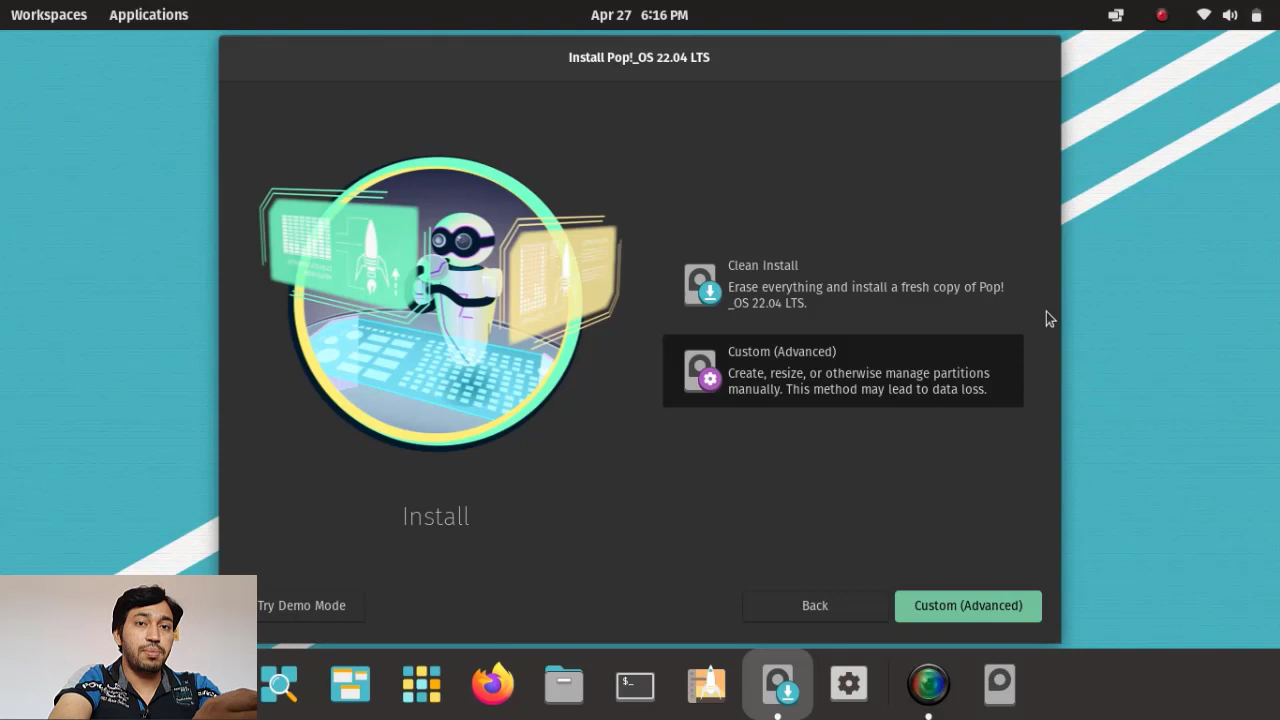 Workspaces Applications Apr 27 6:16 PM
Install Pop!_OS 22.04 LTS
Clean Install
Erase everything and install a fresh copy of Pop!
_OS 22.04 LTS.
Custom (Advanced)
Create, resize, or otherwise manage partitions
manually. This method may lead to data loss.
Install
Try Demo Mode
Back
Custom (Advanced)
$_